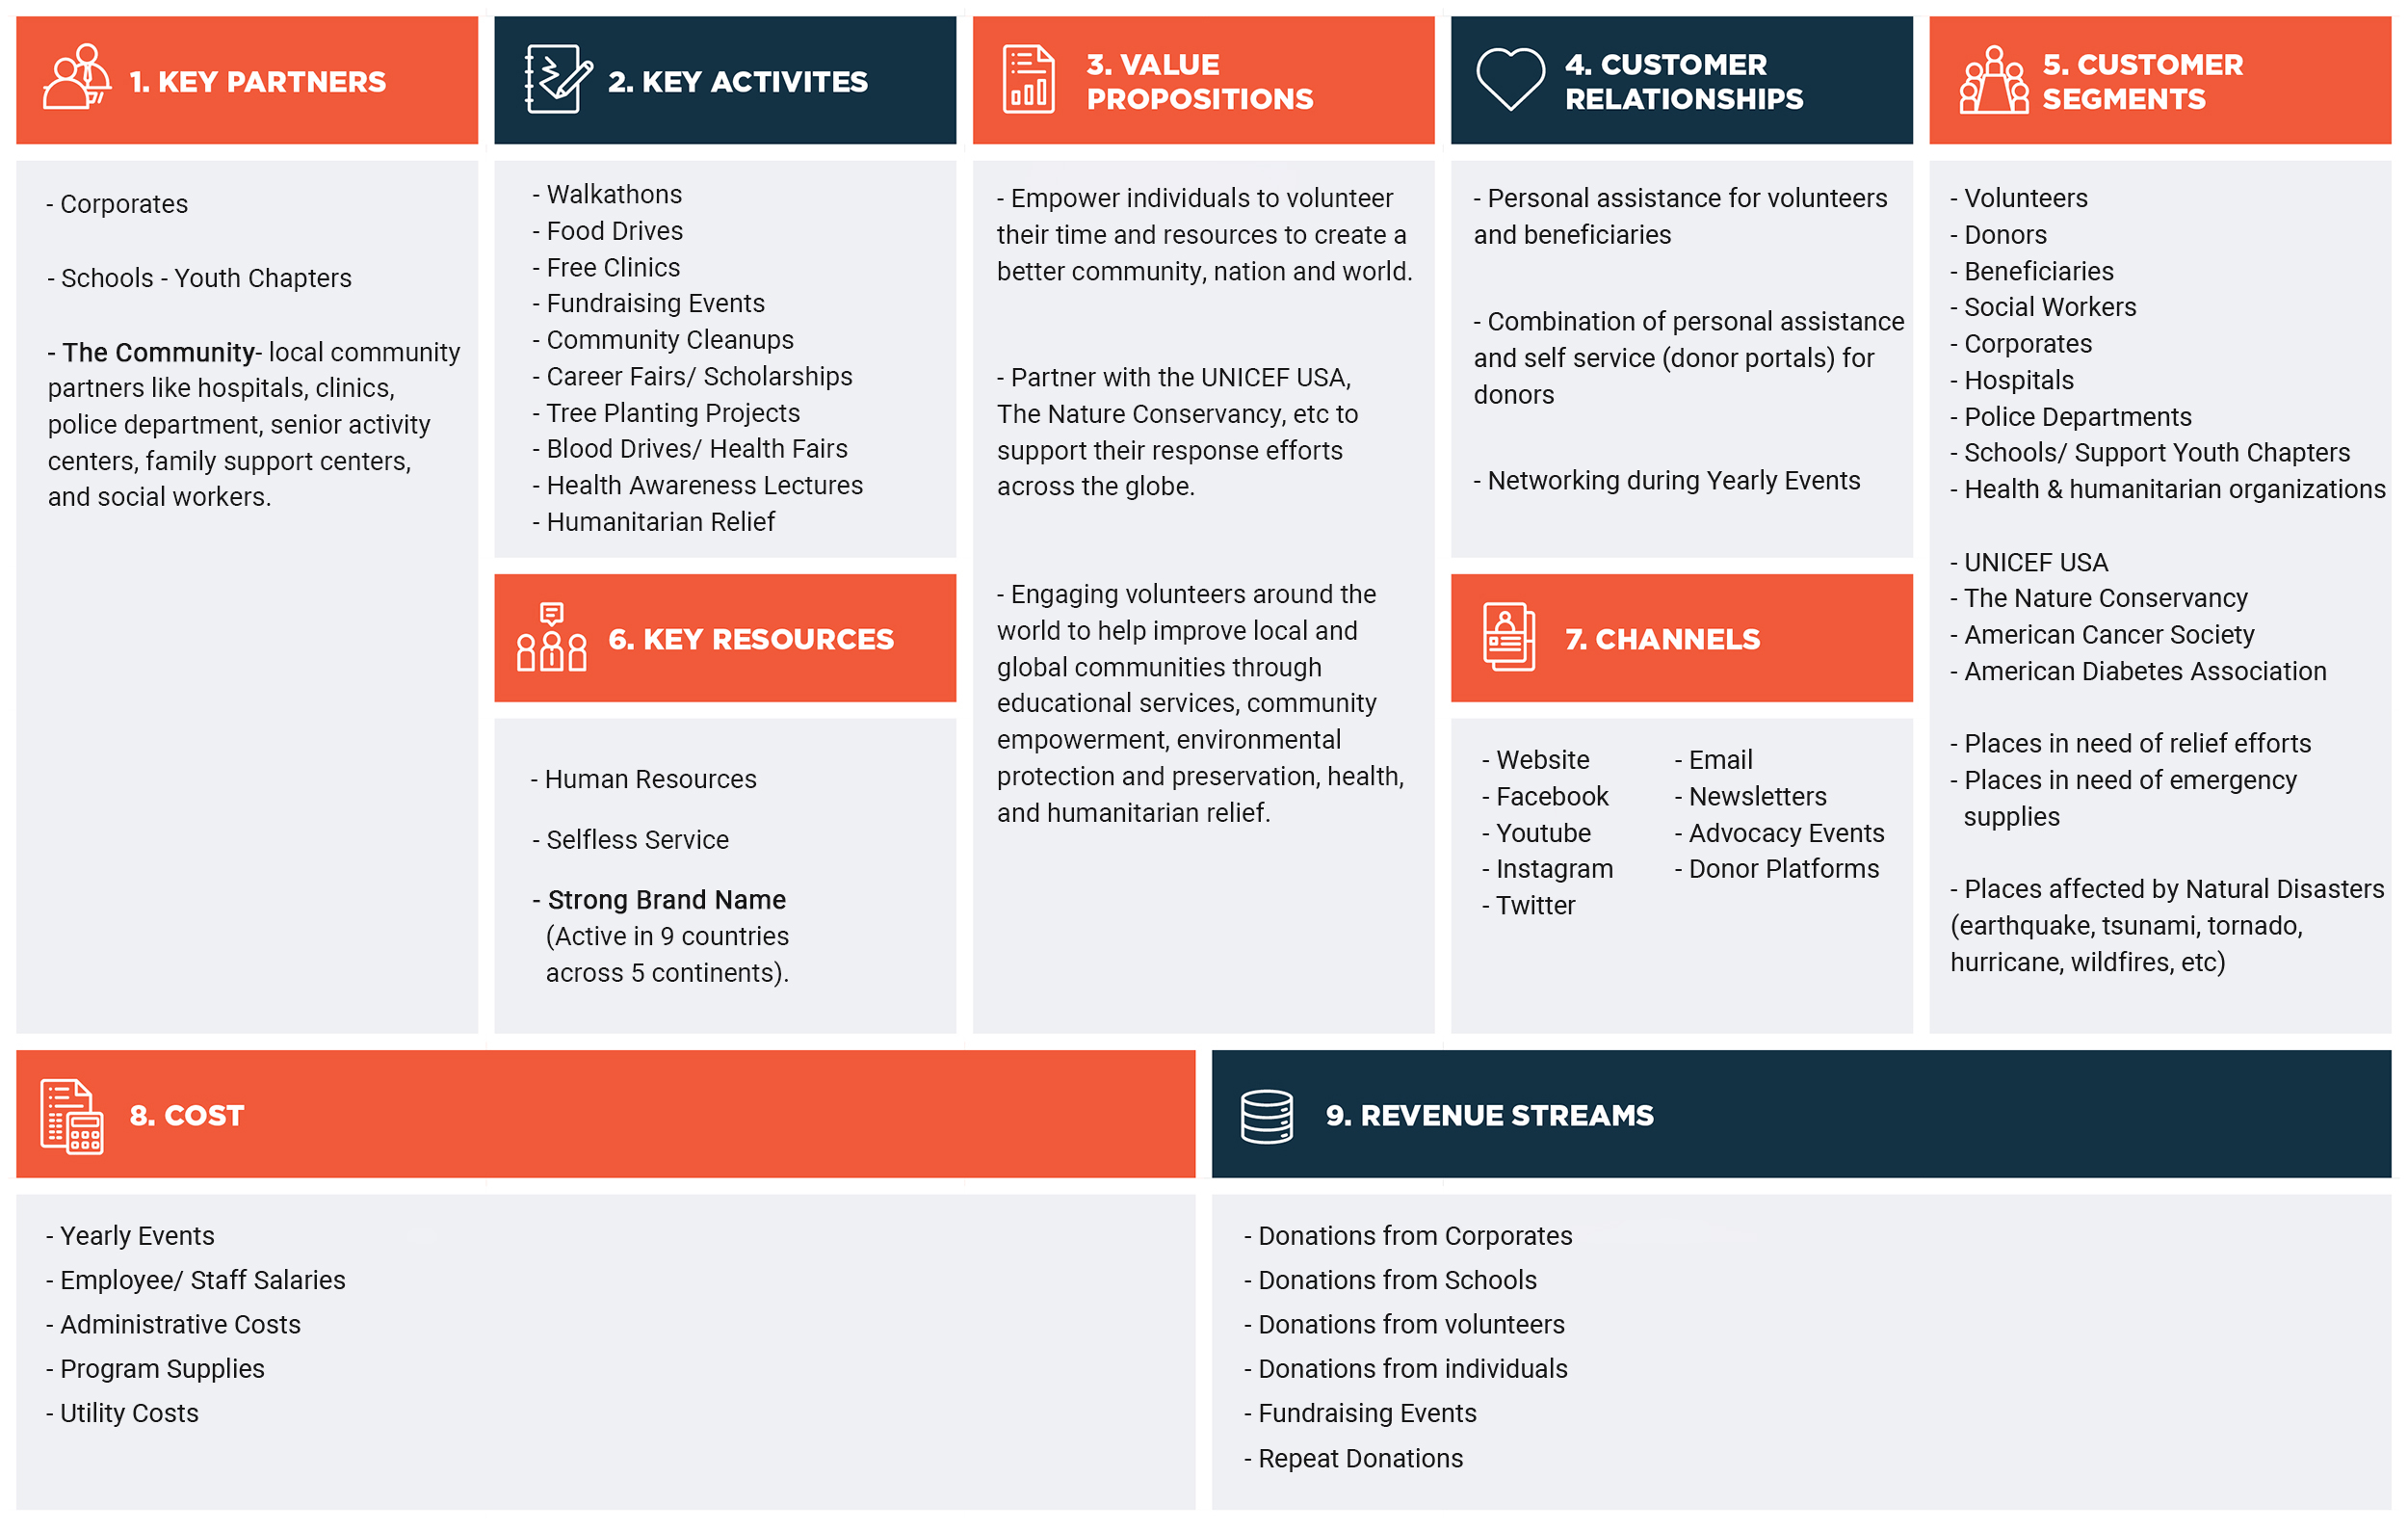 1. KEY PARTNERS
- Corporates
- Schools - Youth Chapters
- The Community- local community
partners like hospitals, clinics,
police department, senior activity
centers, family support centers,
and social workers.
2. KEY ACTIVITES
- Walkathons
- Food Drives
- Free Clinics
- Fundraising Events
- Community Cleanups
- Career Fairs/ Scholarships
- Tree Planting Projects
- Blood Drives/ Health Fairs
- Health Awareness Lectures
- Humanitarian Relief
6. KEY RESOURCES
- Human Resources
- Selfless Service
- Strong Brand Name
(Active in 9 countries
across 5 continents).
3. VALUE
PROPOSITIONS
- Empower individuals to volunteer
their time and resources to create a
better community, nation and world.
- Partner with the UNICEF USA,
The Nature Conservancy, etc to
support their response efforts
across the globe.
- Engaging volunteers around the
world to help improve local and
global communities through
educational services, community
empowerment, environmental
protection and preservation, health,
and humanitarian relief.
4. CUSTOMER
RELATIONSHIPS
- Personal assistance for volunteers
and beneficiaries
- Combination of personal assistance
and self service (donor portals) for
donors
- Networking during Yearly Events
7. CHANNELS
- Website
- Facebook
- Youtube
- Instagram
- Twitter
- Email
- Newsletters
- Advocacy Events
- Donor Platforms
5. CUSTOMER
SEGMENTS
- Volunteers
- Donors
- Beneficiaries
- Social Workers
- Corporates
- Hospitals
- Police Departments
- Schools/ Support Youth Chapters
- Health & humanitarian organizations
- UNICEF USA
- The Nature Conservancy
- American Cancer Society
- American Diabetes Association
- Places in need of relief efforts
- Places in need of emergency
supplies
- Places affected by Natural Disasters
(earthquake, tsunami, tornado,
hurricane, wildfires, etc)
8. COST
- Yearly Events
- Employee/ Staff Salaries
- Administrative Costs
- Program Supplies
- Utility Costs
9. REVENUE STREAMS
- Donations from Corporates
- Donations from Schools
- Donations from volunteers
- Donations from individuals
- Fundraising Events
- Repeat Donations